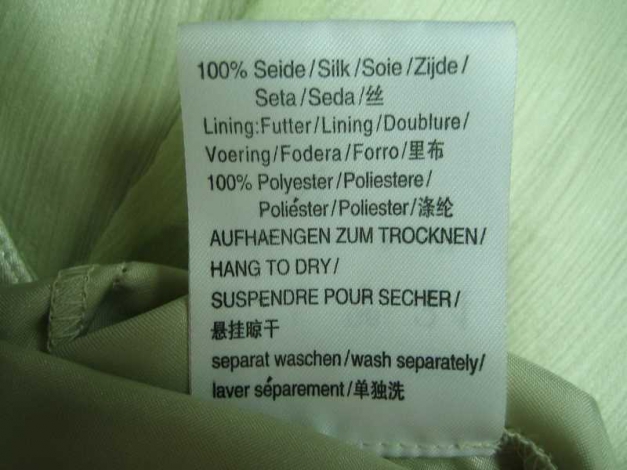 100% Seide/Silk/Soie/Zijde/
Seta/Seda/丝
Lining:Futter/Lining/Doublure/
Voering/Fodera/Forro/里布
100% Polyester/Poliestere/
Poliéster/Poliester/涤纶
AUFHAENGEN ZUM TROCKNEN/
HANG TO DRY/
SUSPENDRE POUR SECHER/
悬挂晾干
separat waschen/wash separately/
laver séparement/单独洗